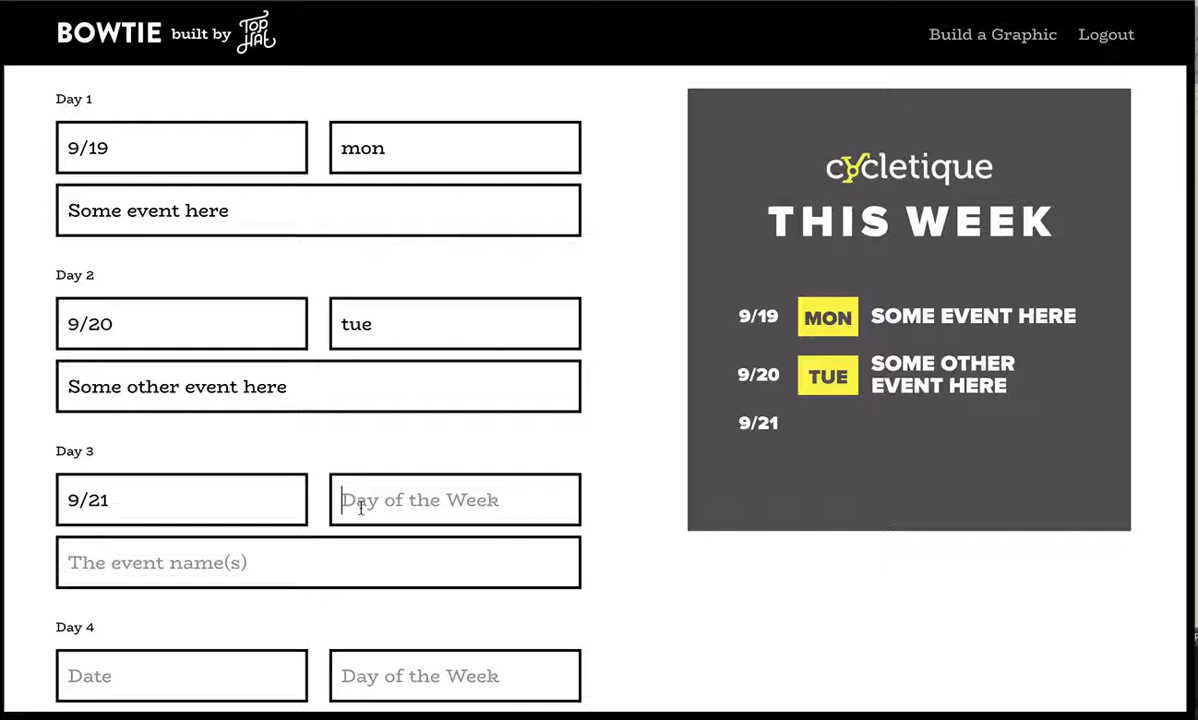 BOWTIE built by TOP HAT
Build a Graphic Logout
Day 1
9/19 mon
Some event here
Day 2
9/20 tue
Some other event here
Day 3
9/21 Day of the Week
The event name(s)
Day 4
Date Day of the Week
cycletique
THIS WEEK
9/19 MON SOME EVENT HERE
9/20 TUE SOME OTHER
EVENT HERE
9/21